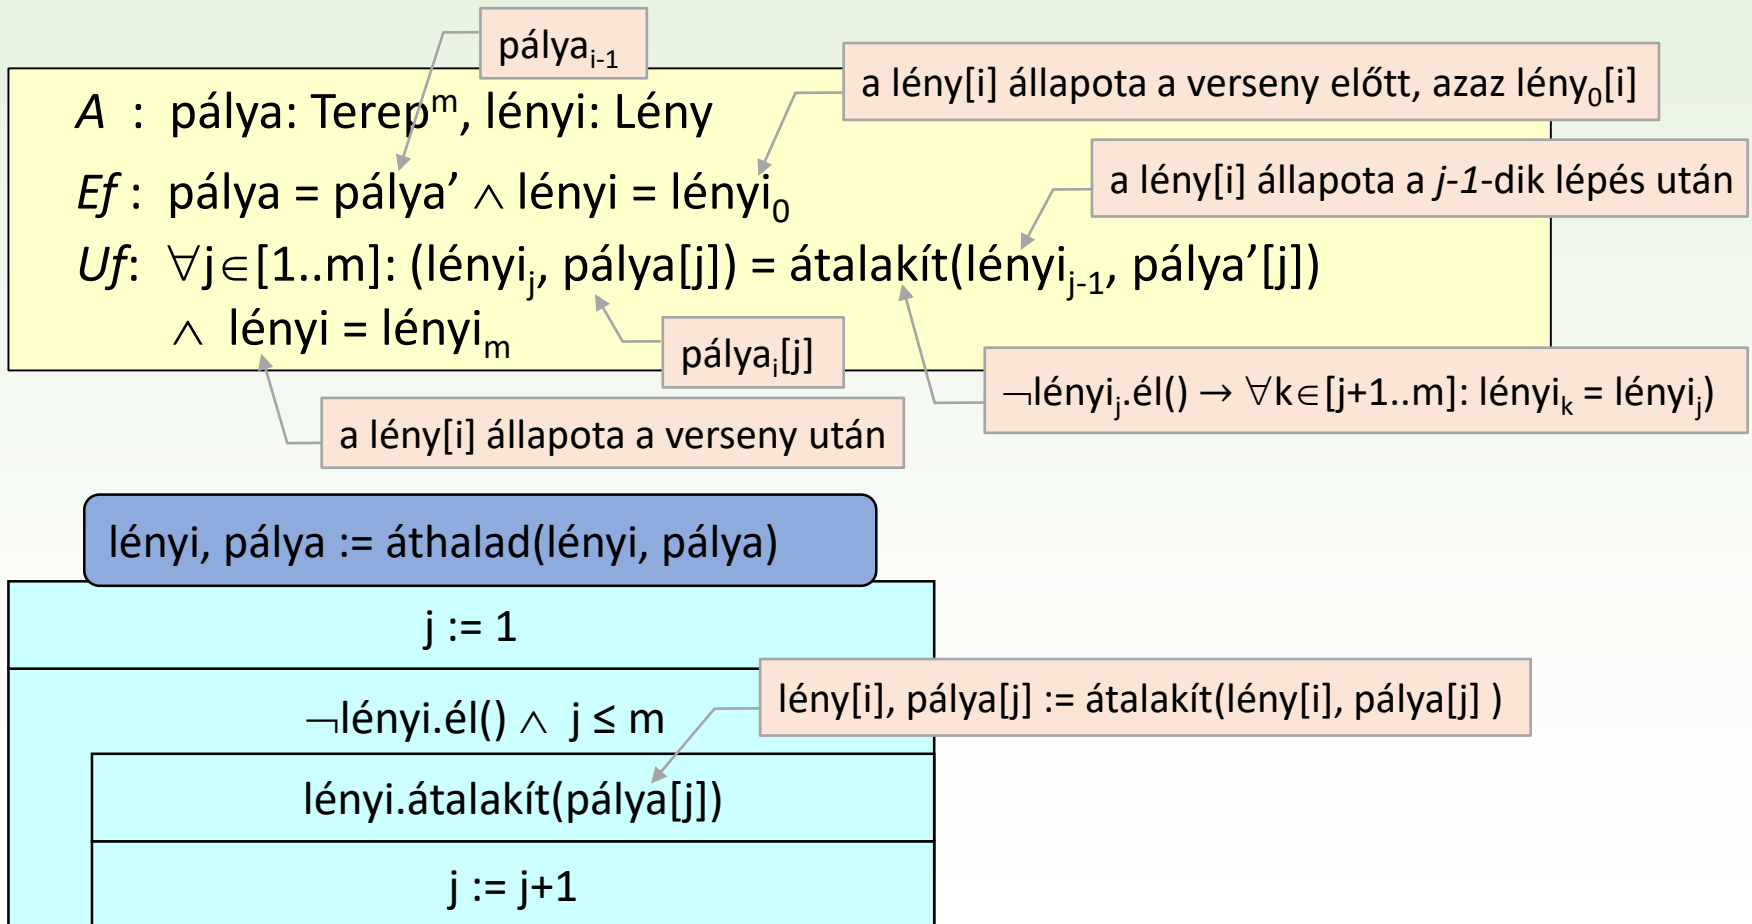 pályaᵢ₋₁
a lény[i] állapota a verseny előtt, azaz lény₀[i]
A : pálya: Terepᵐ, lényi: Lény
a lény[i] állapota a j-1-dik lépés után
Ef : pálya = pálya’ ∧ lényi = lényi₀
Uf: ∀j∈[1..m]: (lényiⱼ, pálya[j]) = átalakít(lényiⱼ₋₁, pálya’[j])
∧ lényi = lényiₘ
pályaᵢ[j]
¬lényiⱼ.él() → ∀k∈[j+1..m]: lényiₖ = lényiⱼ)
a lény[i] állapota a verseny után
lényi, pálya := áthalad(lényi, pálya)
j := 1
lény[i], pálya[j] := átalakít(lény[i], pálya[j] )
¬lényi.él() ∧ j ≤ m
lényi.átalakít(pálya[j])
j := j+1